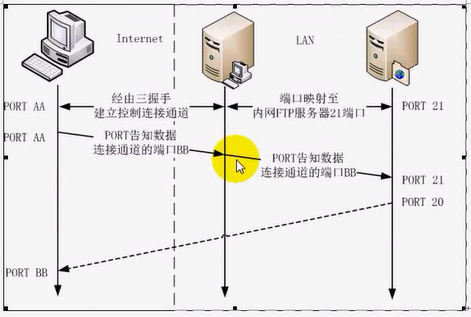 Internet
LAN
经由三握手
建立控制连接通道
端口映射至
内网FTP服务器21端口
PORT AA
PORT 21
PORT AA
PORT告知数据
连接通道的端口BB
PORT告知数据
连接通道的端口BB
PORT 21
PORT 20
PORT BB